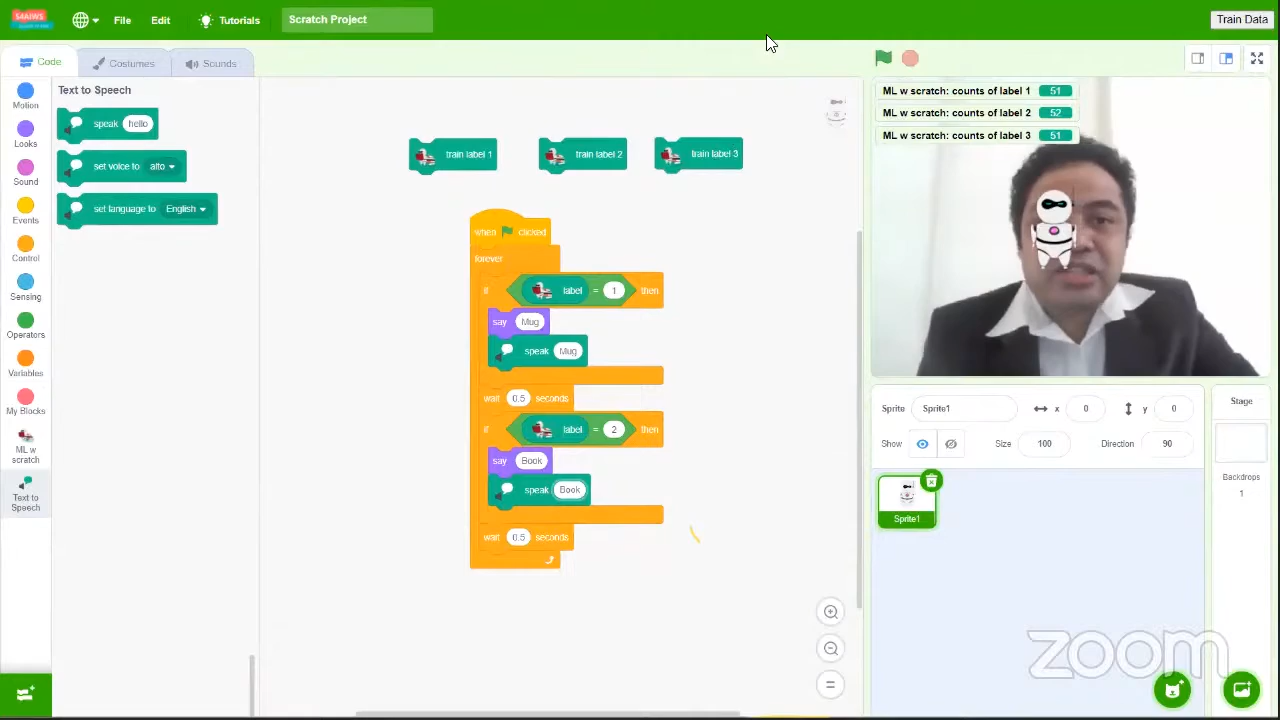 S4AIWS
File
Edit
Tutorials
Scratch Project
Train Data
Code
Costumes
Sounds
Motion
Looks
Sound
Events
Control
Sensing
Operators
Variables
My Blocks
ML w
scratch
Text to
Speech
Text to Speech
speak hello
set voice to alto
set language to English
train label 1
train label 2
train label 3
when clicked
forever
if label = 1 then
say Mug
speak Mug
wait 0.5 seconds
if label = 2 then
say Book
speak Book
wait 0.5 seconds
ML w scratch: counts of label 1 51
ML w scratch: counts of label 2 52
ML w scratch: counts of label 3 51
Sprite Sprite1 x 0 y 0
Show Size 100 Direction 90
Sprite1
Stage
Backdrops
1
zoom